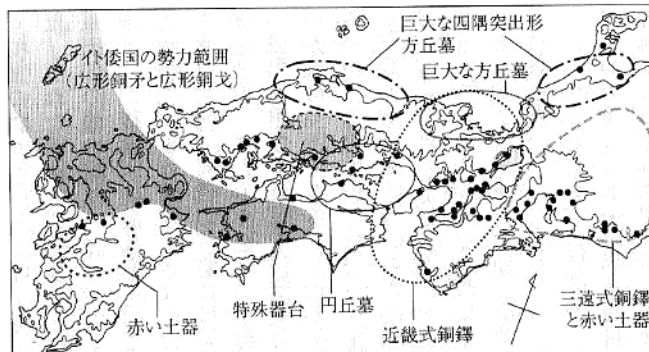 イト倭国の勢力範囲
(広形銅矛と広形銅戈)
巨大な四隅突出形
方丘墓
巨大な方丘墓
赤い土器
特殊器台
円丘墓
近畿式銅鐸
三遠式銅鐸
と赤い土器